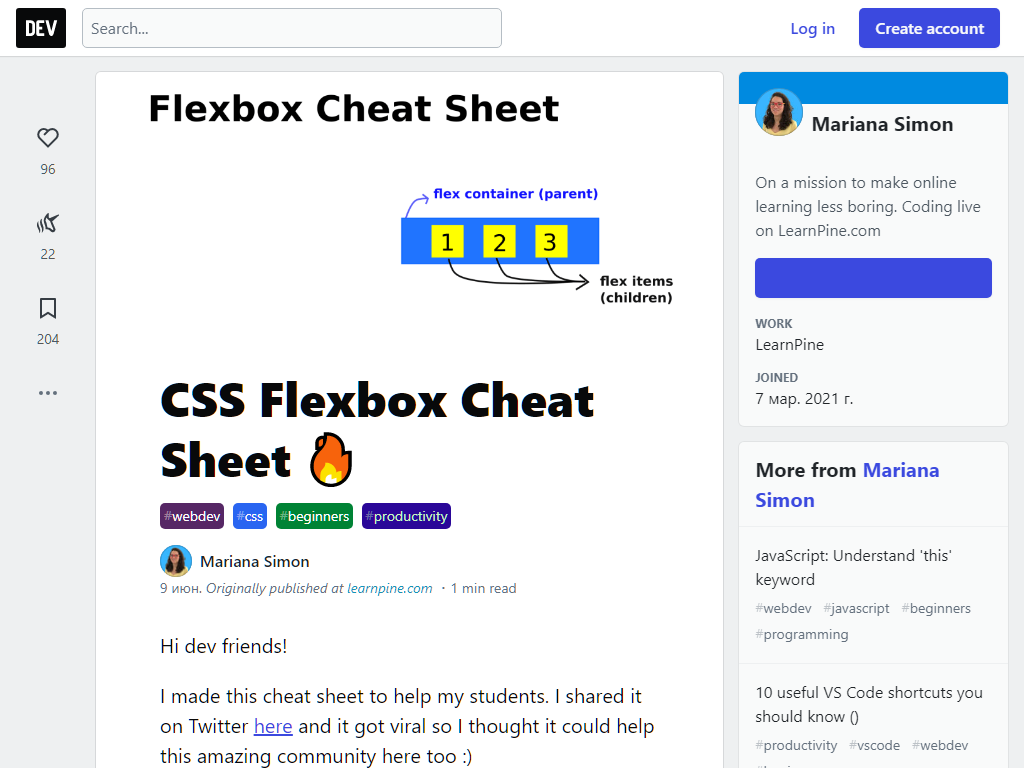 DEV
Search...
Log in
Create account
96
22
204
Flexbox Cheat Sheet
flex container (parent)
1 2 3
flex items
(children)
CSS Flexbox Cheat
Sheet 🔥
#webdev #css #beginners #productivity
Mariana Simon
9 июн. Originally published at learnpine.com ・1 min read
Hi dev friends!
I made this cheat sheet to help my students. I shared it
on Twitter here and it got viral so I thought it could help
this amazing community here too :)
Mariana Simon
On a mission to make online
learning less boring. Coding live
on LearnPine.com
WORK
LearnPine
JOINED
7 мар. 2021 г.
More from Mariana
Simon
JavaScript: Understand 'this'
keyword
#webdev #javascript #beginners
#programming
10 useful VS Code shortcuts you
should know ()
#productivity #vscode #webdev